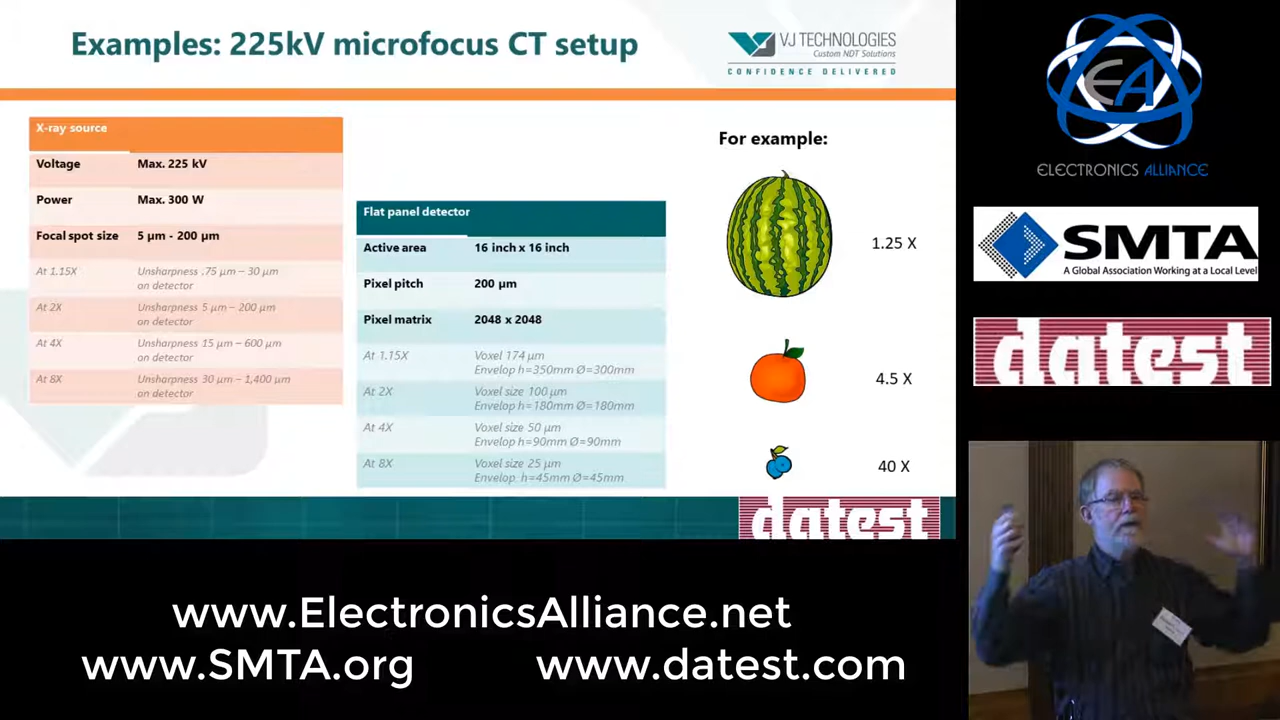 Examples: 225kV microfocus CT setup
VJ TECHNOLOGIES
Custom NDT Solutions
CONFIDENCE DELIVERED
X-ray source
Voltage Max. 225 kV
Power Max. 300 W
Focal spot size 5 µm - 200 µm
At 1.15X Unsharpness .75 µm – 30 µm
on detector
At 2X Unsharpness 5 µm – 200 µm
on detector
At 4X Unsharpness 15 µm – 600 µm
on detector
At 8X Unsharpness 30 µm – 1,400 µm
on detector
Flat panel detector
Active area 16 inch x 16 inch
Pixel pitch 200 µm
Pixel matrix 2048 x 2048
At 1.15X Voxel 174 µm
Envelop h=350mm Ø=300mm
At 2X Voxel size 100 µm
Envelop h=180mm Ø=180mm
At 4X Voxel size 50 µm
Envelop h=90mm Ø=90mm
At 8X Voxel size 25 µm
Envelop h=45mm Ø=45mm
For example:
1.25 X
4.5 X
40 X
datest
EA
ELECTRONICS ALLIANCE
SMTA
A Global Association Working at a Local Level
datest
www.ElectronicsAlliance.net
www.SMTA.org www.datest.com